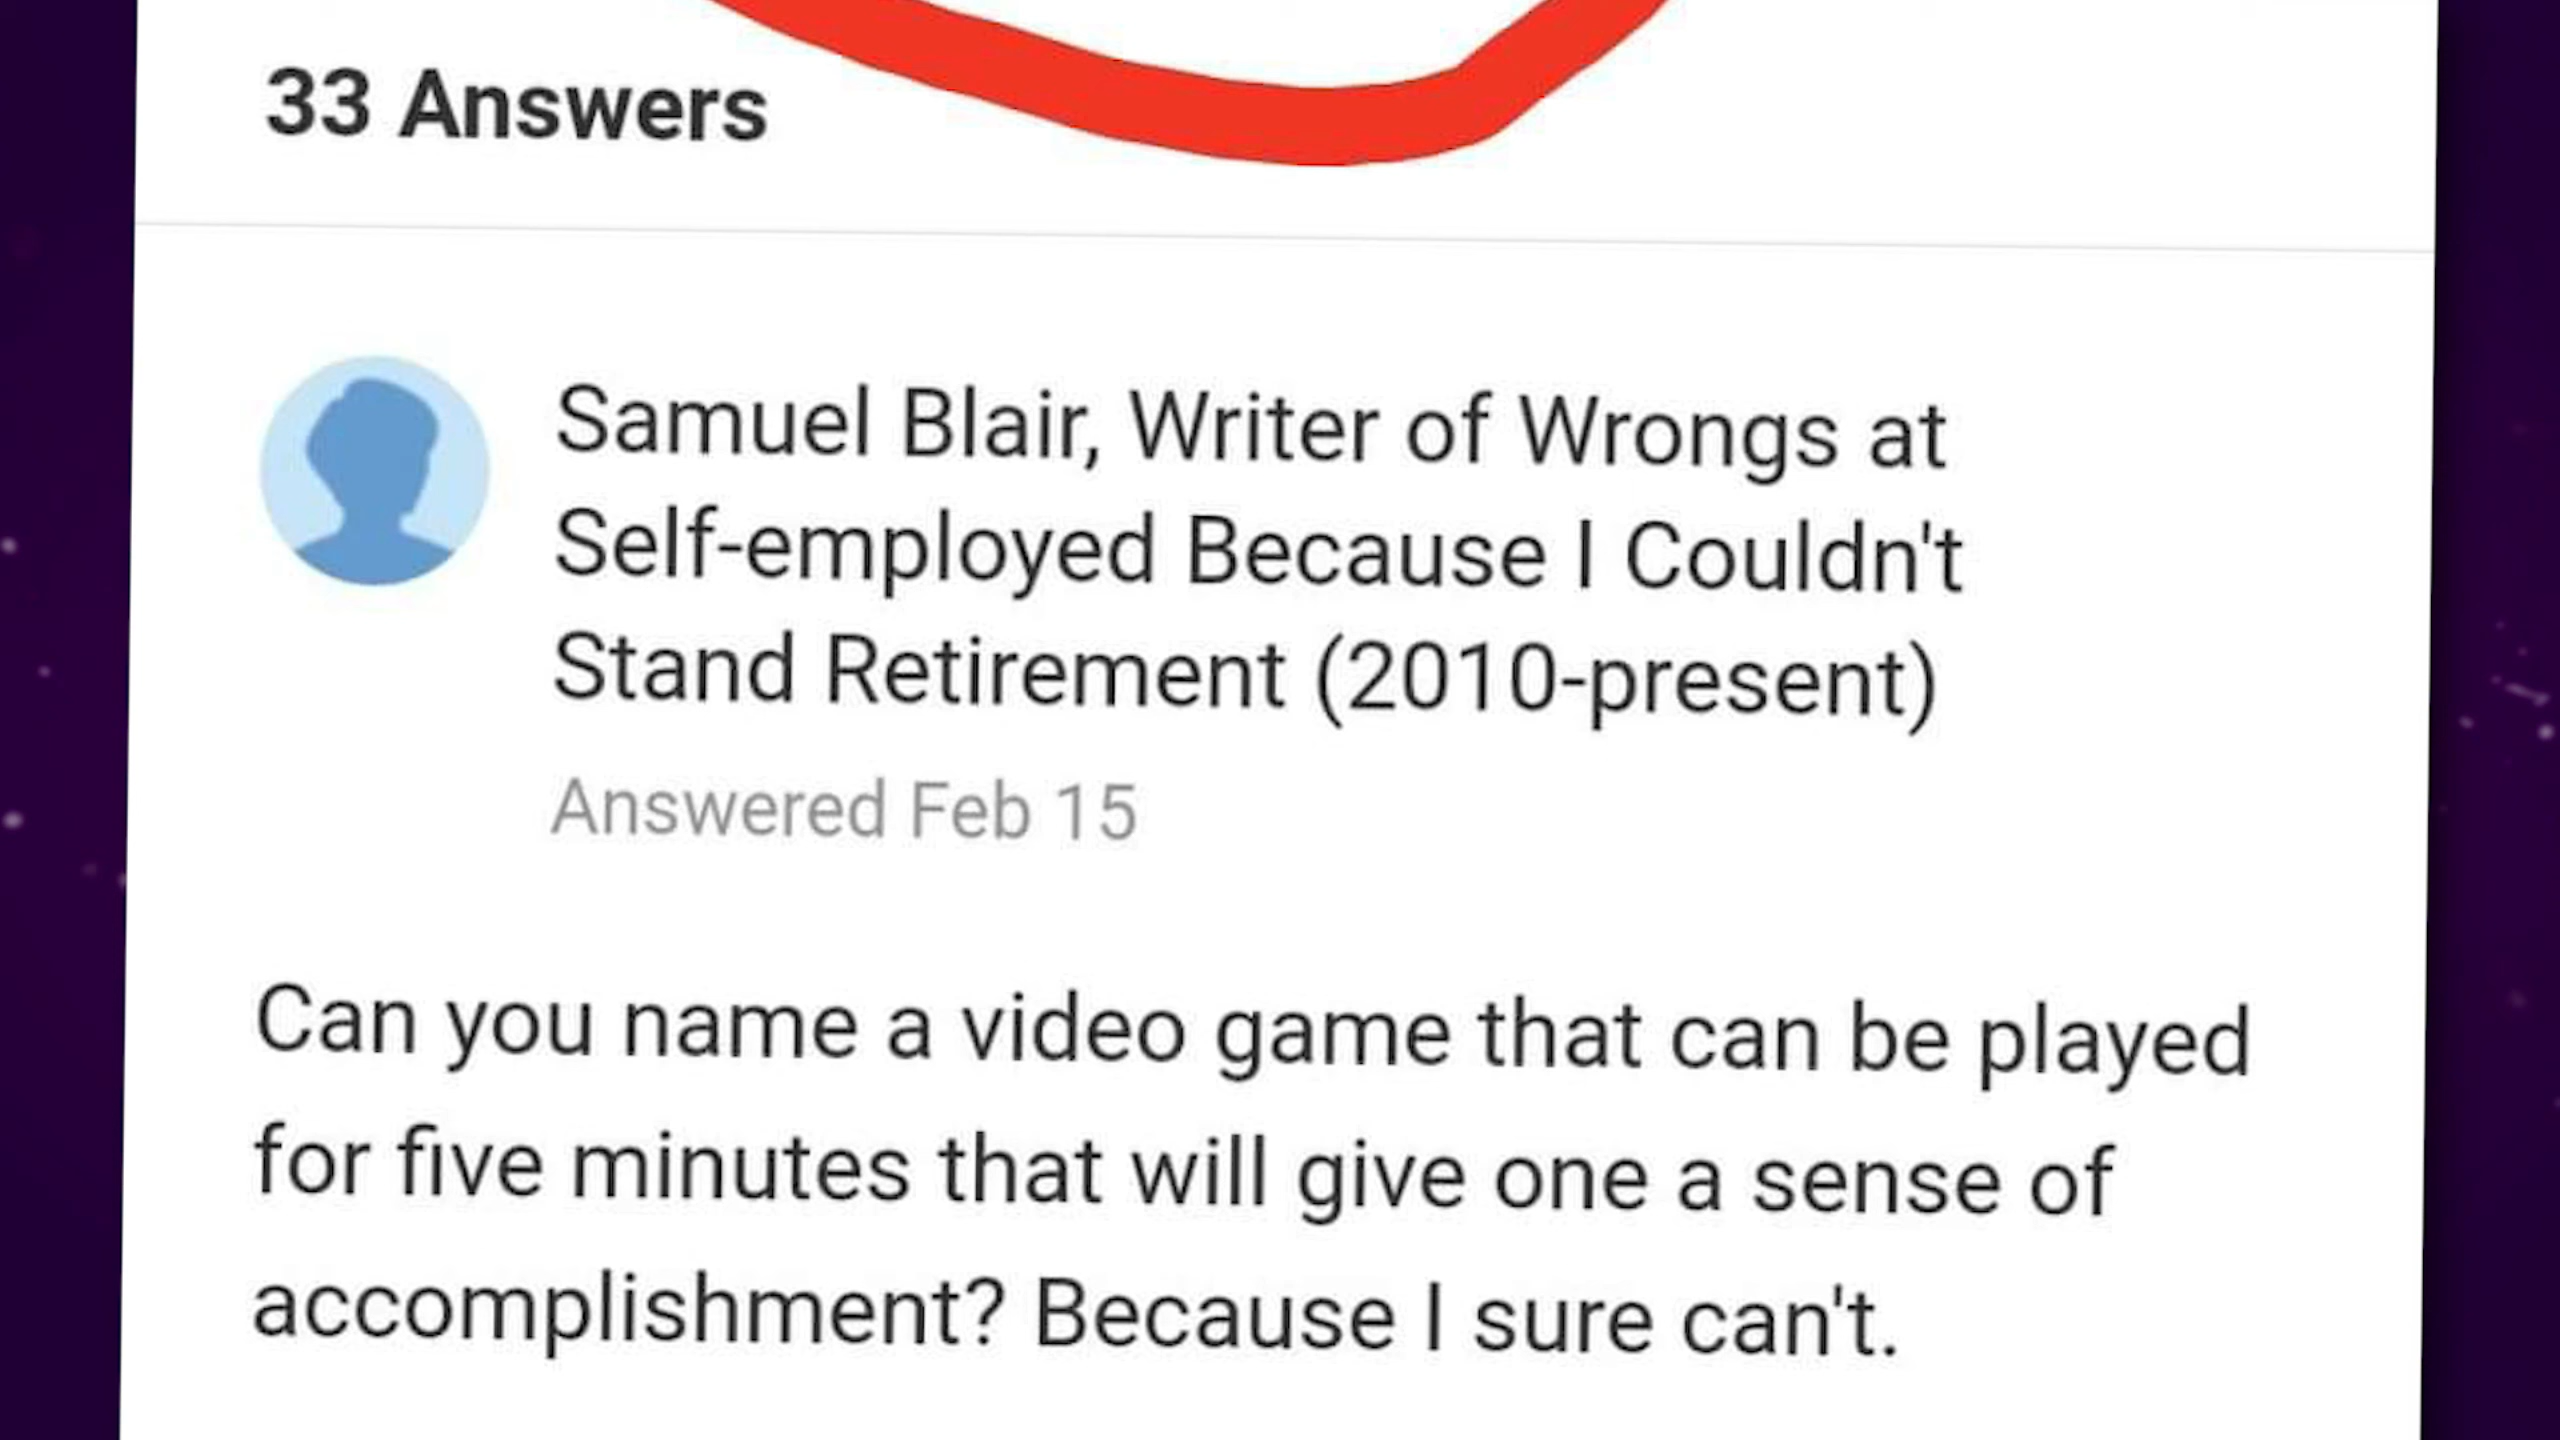 33 Answers
Samuel Blair, Writer of Wrongs at
Self-employed Because I Couldn't
Stand Retirement (2010-present)
Answered Feb 15
Can you name a video game that can be played
for five minutes that will give one a sense of
accomplishment? Because I sure can't.